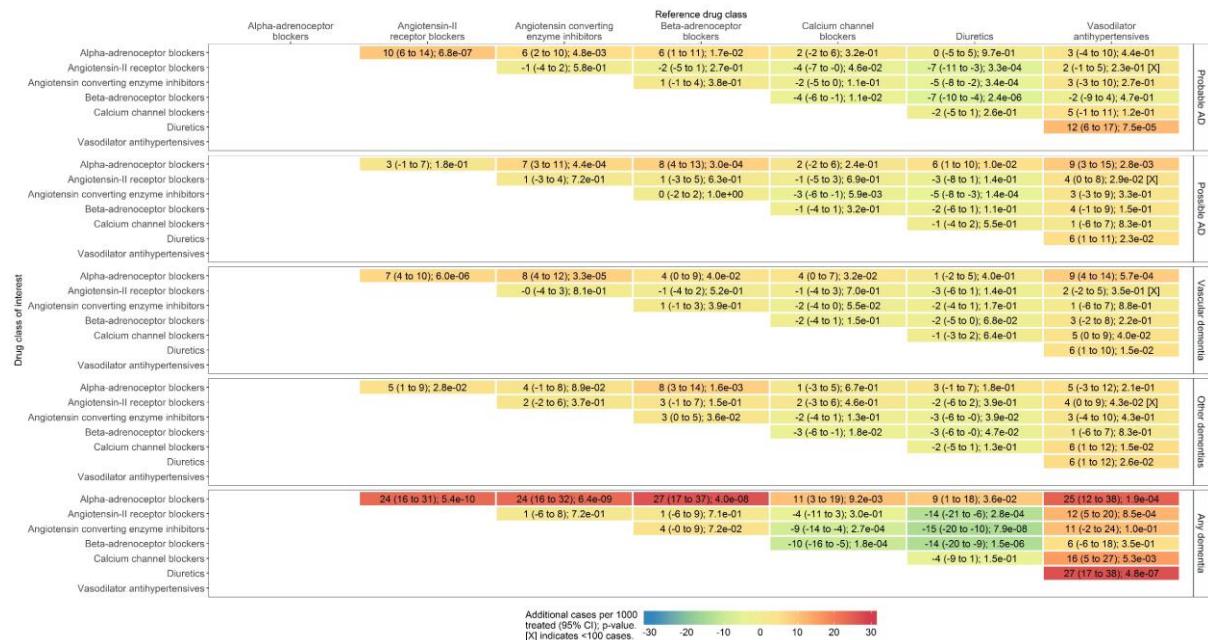 Reference drug class
Alpha-adrenoceptor blockers
Angiotensin-II receptor blockers
Angiotensin converting enzyme inhibitors
Beta-adrenoceptor blockers
Calcium channel blockers
Diuretics
Vasodilator antihypertensives
Drug class of interest
Probable AD
Alpha-adrenoceptor blockers 10 (6 to 14); 6.8e-07 6 (2 to 10); 4.8e-03 6 (1 to 11); 1.7e-02 2 (-2 to 6); 3.2e-01 0 (-5 to 5); 9.7e-01 3 (-4 to 10); 4.4e-01
Angiotensin-II receptor blockers -1 (-4 to 2); 5.8e-01 -2 (-5 to 1); 2.7e-01 -4 (-7 to -0); 4.6e-02 -7 (-11 to -3); 3.3e-04 2 (-1 to 5); 2.3e-01 [X]
Angiotensin converting enzyme inhibitors 1 (-1 to 4); 3.8e-01 -2 (-5 to 0); 1.1e-01 -5 (-8 to -2); 3.4e-04 3 (-3 to 10); 2.7e-01
Beta-adrenoceptor blockers -4 (-6 to -1); 1.1e-02 -7 (-10 to -4); 2.4e-06 -2 (-9 to 4); 4.7e-01
Calcium channel blockers -2 (-5 to 1); 2.6e-01 5 (-1 to 11); 1.2e-01
Diuretics 12 (6 to 17); 7.5e-05
Vasodilator antihypertensives
Possible AD
Alpha-adrenoceptor blockers 3 (-1 to 7); 1.8e-01 7 (3 to 11); 4.4e-04 8 (4 to 13); 3.0e-04 2 (-2 to 6); 2.4e-01 6 (1 to 10); 1.0e-02 9 (3 to 15); 2.8e-03
Angiotensin-II receptor blockers 1 (-3 to 4); 7.2e-01 1 (-3 to 5); 6.3e-01 -1 (-5 to 3); 6.9e-01 -3 (-8 to 1); 1.4e-01 4 (0 to 8); 2.9e-02 [X]
Angiotensin converting enzyme inhibitors 0 (-2 to 2); 1.0e+00 -3 (-6 to -1); 5.9e-03 -5 (-8 to -3); 1.4e-04 3 (-3 to 9); 3.3e-01
Beta-adrenoceptor blockers -1 (-4 to 1); 3.2e-01 -2 (-6 to 1); 1.1e-01 4 (-1 to 9); 1.5e-01
Calcium channel blockers -1 (-4 to 2); 5.5e-01 1 (-6 to 7); 8.3e-01
Diuretics 6 (1 to 11); 2.3e-02
Vasodilator antihypertensives
Vascular dementia
Alpha-adrenoceptor blockers 7 (4 to 10); 6.0e-06 8 (4 to 12); 3.3e-05 4 (0 to 9); 4.0e-02 4 (0 to 7); 3.2e-02 1 (-2 to 5); 4.0e-01 9 (4 to 14); 5.7e-04
Angiotensin-II receptor blockers -0 (-4 to 3); 8.1e-01 -1 (-4 to 2); 5.2e-01 -1 (-4 to 3); 7.0e-01 -3 (-6 to 1); 1.4e-01 2 (-2 to 5); 3.5e-01 [X]
Angiotensin converting enzyme inhibitors 1 (-1 to 3); 3.9e-01 -2 (-4 to 0); 5.5e-02 -2 (-4 to 1); 1.7e-01 1 (-6 to 7); 8.8e-01
Beta-adrenoceptor blockers -2 (-4 to 1); 1.5e-01 -2 (-5 to 0); 6.8e-02 3 (-2 to 8); 2.2e-01
Calcium channel blockers -1 (-3 to 2); 6.4e-01 5 (0 to 9); 4.0e-02
Diuretics 6 (1 to 10); 1.5e-02
Vasodilator antihypertensives
Other dementias
Alpha-adrenoceptor blockers 5 (1 to 9); 2.8e-02 4 (-1 to 8); 8.9e-02 8 (3 to 14); 1.6e-03 1 (-3 to 5); 6.7e-01 3 (-1 to 7); 1.8e-01 5 (-3 to 12); 2.1e-01
Angiotensin-II receptor blockers 2 (-2 to 6); 3.7e-01 3 (-1 to 7); 1.5e-01 2 (-3 to 6); 4.6e-01 -2 (-6 to 2); 3.9e-01 4 (0 to 9); 4.3e-02 [X]
Angiotensin converting enzyme inhibitors 3 (0 to 5); 3.6e-02 -2 (-4 to 1); 1.3e-01 -3 (-6 to -0); 3.9e-02 3 (-4 to 10); 4.3e-01
Beta-adrenoceptor blockers -3 (-6 to -1); 1.8e-02 -3 (-6 to -0); 4.7e-02 1 (-6 to 7); 8.3e-01
Calcium channel blockers -2 (-5 to 1); 1.3e-01 6 (1 to 12); 1.5e-02
Diuretics 6 (1 to 12); 2.6e-02
Vasodilator antihypertensives
Any dementia
Alpha-adrenoceptor blockers 24 (16 to 31); 5.4e-10 24 (16 to 32); 6.4e-09 27 (17 to 37); 4.0e-08 11 (3 to 19); 9.2e-03 9 (1 to 18); 3.6e-02 25 (12 to 38); 1.9e-04
Angiotensin-II receptor blockers 1 (-6 to 8); 7.2e-01 1 (-6 to 9); 7.1e-01 -4 (-11 to 3); 3.0e-01 -14 (-21 to -6); 2.8e-04 12 (5 to 20); 8.5e-04
Angiotensin converting enzyme inhibitors 4 (-0 to 9); 7.2e-02 -9 (-14 to -4); 2.7e-04 -15 (-20 to -10); 7.9e-08 11 (-2 to 24); 1.0e-01
Beta-adrenoceptor blockers -10 (-16 to -5); 1.8e-04 -14 (-20 to -9); 1.5e-06 6 (-6 to 18); 3.5e-01
Calcium channel blockers -4 (-9 to 1); 1.5e-01 16 (5 to 27); 5.3e-03
Diuretics 27 (17 to 38); 4.8e-07
Vasodilator antihypertensives
Additional cases per 1000
treated (95% CI); p-value.
[X] indicates <100 cases.
-30 -20 -10 0 10 20 30